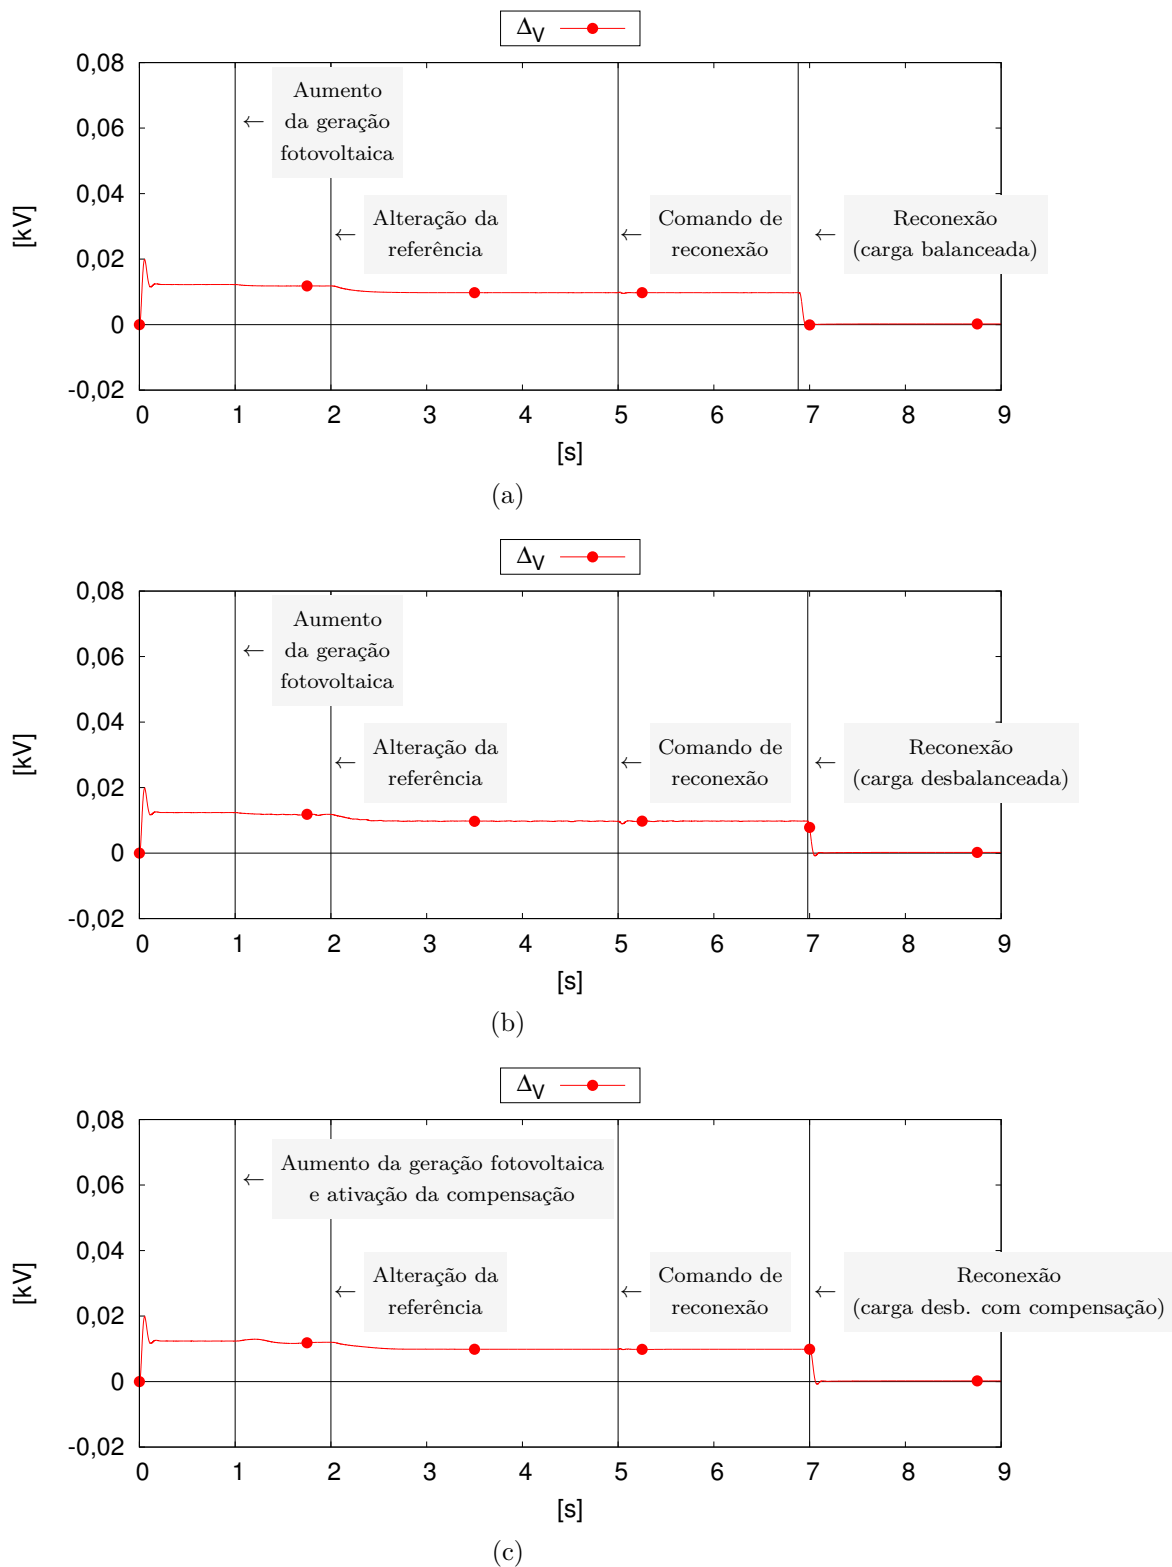 ΔV
0,08
0,06
0,04
0,02
0
-0,02
[kV]
Aumento
da geração
fotovoltaica
←
Alteração da
referência
←
Comando de
reconexão
←
Reconexão
(carga balanceada)
←
0 1 2 3 4 5 6 7 8 9
[s]
(a)
ΔV
0,08
0,06
0,04
0,02
0
-0,02
[kV]
Aumento
da geração
fotovoltaica
←
Alteração da
referência
←
Comando de
reconexão
←
Reconexão
(carga desbalanceada)
←
0 1 2 3 4 5 6 7 8 9
[s]
(b)
ΔV
0,08
0,06
0,04
0,02
0
-0,02
[kV]
Aumento da geração fotovoltaica
e ativação da compensação
←
Alteração da
referência
←
Comando de
reconexão
←
Reconexão
(carga desb. com compensação)
←
0 1 2 3 4 5 6 7 8 9
[s]
(c)